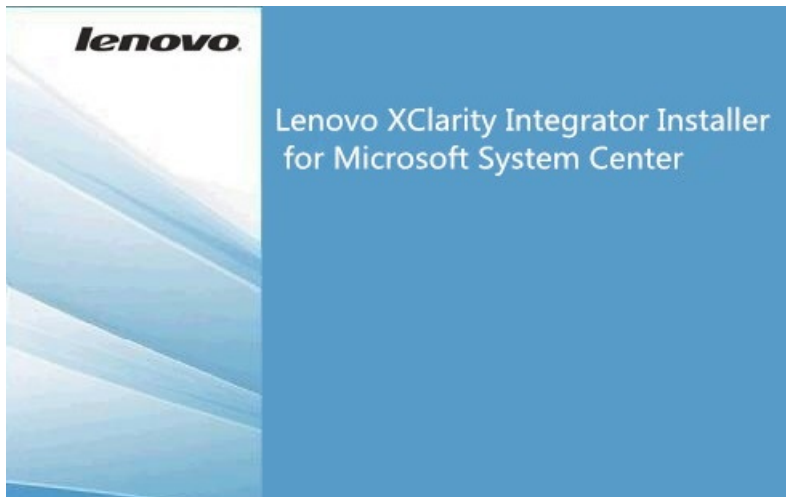 lenovo.
Lenovo XClarity Integrator Installer
for Microsoft System Center